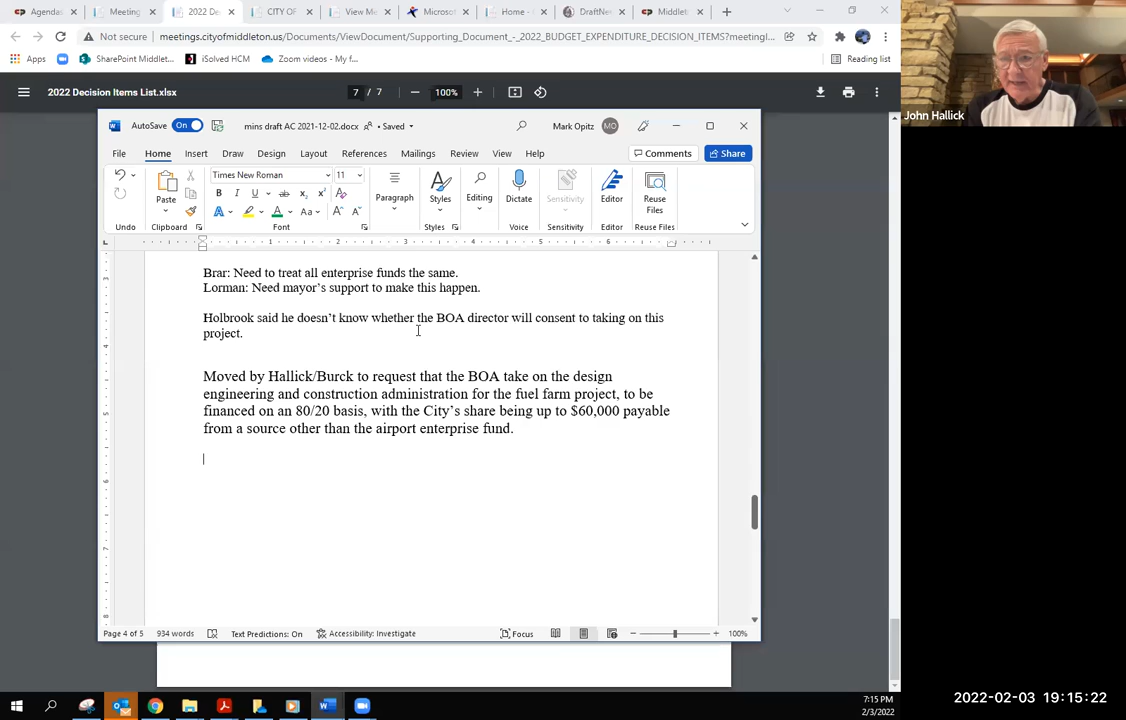 Agendas
Meeting
2022 De
CITY OF
View Me
Microsof
Home -
DraftNew
Middlet
Not secure
meetings.cityofmiddleton.us/Documents/ViewDocument/Supporting_Document_-_2022_BUDGET_EXPENDITURE_DECISION_ITEMS?meetingI...
Apps
SharePoint Middlet...
iSolved HCM
Zoom videos - My f...
Reading list
2022 Decision Items List.xlsx
7 / 7
100%
John Hallick
AutoSave On
mins draft AC 2021-12-02.docx
• Saved
Mark Opitz
MO
File Home Insert Draw Design Layout References Mailings Review View Help
Comments
Share
Times New Roman
11
Paste
Paragraph
Styles
Editing
Dictate
Sensitivity
Editor
Reuse
Files
Undo
Clipboard
Font
Styles
Voice
Sensitivity
Editor
Reuse Files
Brar: Need to treat all enterprise funds the same.
Lorman: Need mayor's support to make this happen.
Holbrook said he doesn't know whether the BOA director will consent to taking on this
project.
Moved by Hallick/Burck to request that the BOA take on the design
engineering and construction administration for the fuel farm project, to be
financed on an 80/20 basis, with the City's share being up to $60,000 payable
from a source other than the airport enterprise fund.
Page 4 of 5
934 words
Text Predictions: On
Accessibility: Investigate
Focus
100%
7:15 PM
2/3/2022
2022-02-03 19:15:22